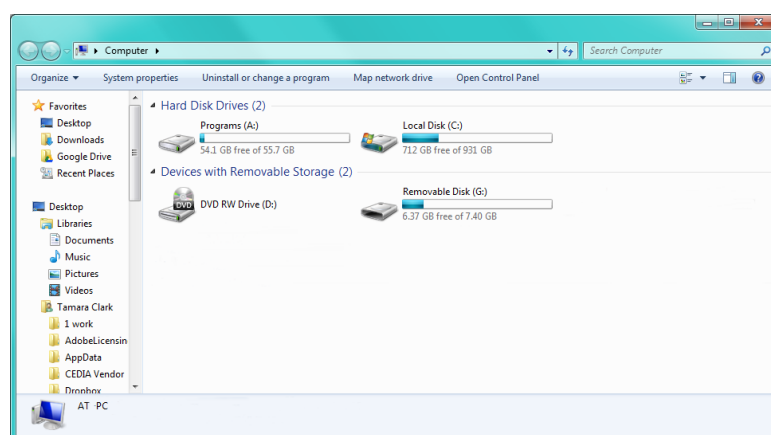 Computer
Search Computer
Organize System properties Uninstall or change a program Map network drive Open Control Panel
Favorites
Desktop
Downloads
Google Drive
Recent Places
Desktop
Libraries
Documents
Music
Pictures
Videos
Tamara Clark
1 work
AdobeLicensin
AppData
CEDIA Vendor
Dropbox
Hard Disk Drives (2)
Programs (A:)
54.1 GB free of 55.7 GB
Local Disk (C:)
712 GB free of 931 GB
Devices with Removable Storage (2)
DVD
DVD RW Drive (D:)
Removable Disk (G:)
6.37 GB free of 7.40 GB
AT -PC